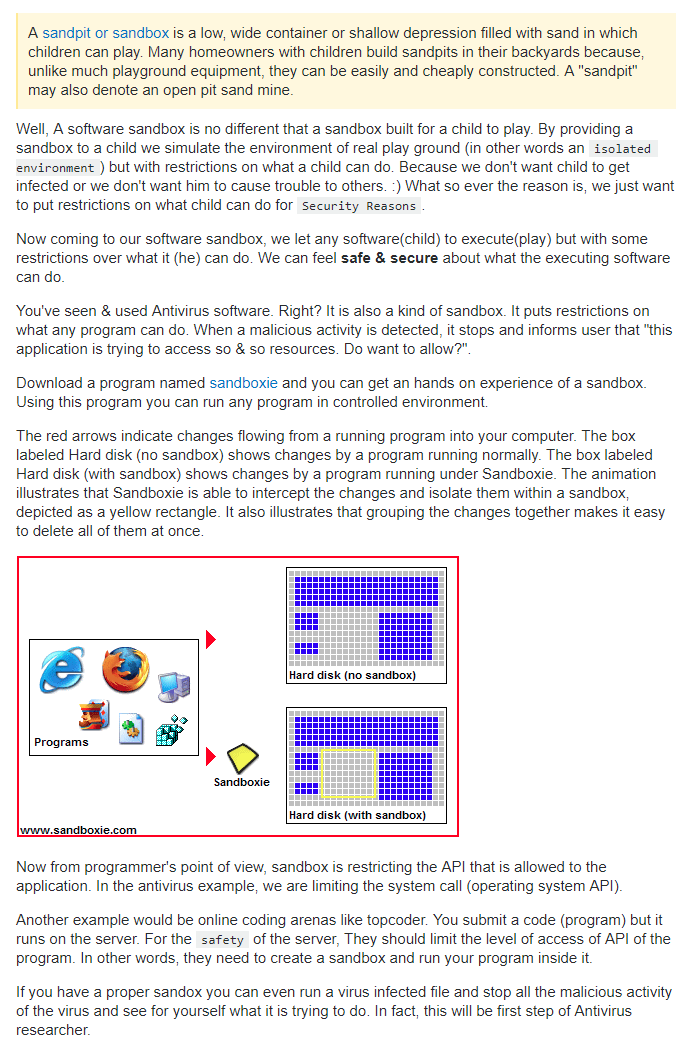 A sandpit or sandbox is a low, wide container or shallow depression filled with sand in which
children can play. Many homeowners with children build sandpits in their backyards because,
unlike much playground equipment, they can be easily and cheaply constructed. A "sandpit"
may also denote an open pit sand mine.
Well, A software sandbox is no different that a sandbox built for a child to play. By providing a
sandbox to a child we simulate the environment of real play ground (in other words an isolated
environment ) but with restrictions on what a child can do. Because we don't want child to get
infected or we don't want him to cause trouble to others. :) What so ever the reason is, we just want
to put restrictions on what child can do for Security Reasons .
Now coming to our software sandbox, we let any software(child) to execute(play) but with some
restrictions over what it (he) can do. We can feel safe & secure about what the executing software
can do.
You've seen & used Antivirus software. Right? It is also a kind of sandbox. It puts restrictions on
what any program can do. When a malicious activity is detected, it stops and informs user that "this
application is trying to access so & so resources. Do want to allow?".
Download a program named sandboxie and you can get an hands on experience of a sandbox.
Using this program you can run any program in controlled environment.
The red arrows indicate changes flowing from a running program into your computer. The box
labeled Hard disk (no sandbox) shows changes by a program running normally. The box labeled
Hard disk (with sandbox) shows changes by a program running under Sandboxie. The animation
illustrates that Sandboxie is able to intercept the changes and isolate them within a sandbox,
depicted as a yellow rectangle. It also illustrates that grouping the changes together makes it easy
to delete all of them at once.
Hard disk (no sandbox)
Programs
Sandboxie
Hard disk (with sandbox)
www.sandboxie.com
Now from programmer's point of view, sandbox is restricting the API that is allowed to the
application. In the antivirus example, we are limiting the system call (operating system API).
Another example would be online coding arenas like topcoder. You submit a code (program) but it
runs on the server. For the safety of the server, They should limit the level of access of API of the
program. In other words, they need to create a sandbox and run your program inside it.
If you have a proper sandox you can even run a virus infected file and stop all the malicious activity
of the virus and see for yourself what it is trying to do. In fact, this will be first step of Antivirus
researcher.